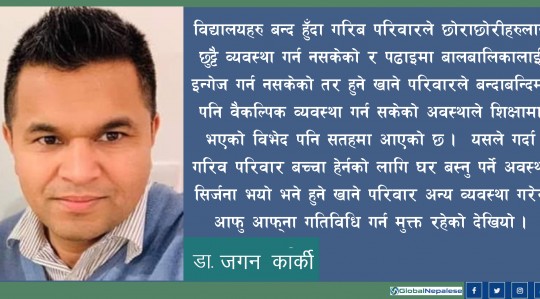 विद्यालयहरु बन्द हुँदा गरिब परिवारले छोराछोरीहरुलाई
छुट्टै व्यवस्था गर्न नसकेको र पढाइमा बालबालिकालाई
इन्गेज गर्न नसकेको तर हुने खाने परिवारले बन्दाबन्दिमा
पनि वैकल्पिक व्यवस्था गर्न सकेको अवस्थाले शिक्षामा
भएको विभेद पनि सतहमा आएको छ । यसले गर्दा
गरिव परिवार बच्चा हेर्नको लागि घर बस्नु पर्ने अवस्था
सिर्जना भयो भने हुने खाने परिवार अन्य व्यवस्था गरेर
आफु आफ्ना गतिविधि गर्न मुक्त रहेको देखियो ।
डा. जगन कार्की
GlobalNepalese